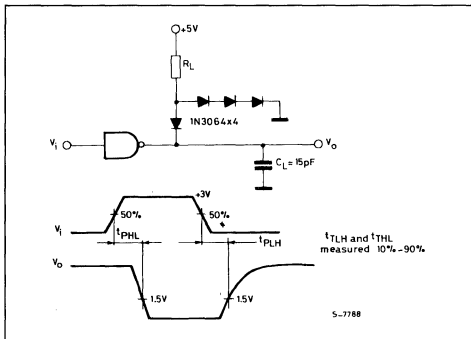 +5V
RL
1N3064x4
Vi
Vo
CL = 15pF
+3V
50%
50%
Vi
tPHL
tPLH
tTLH and tTHL
measured 10%-90%
Vo
1.5V
1.5V
S-7788